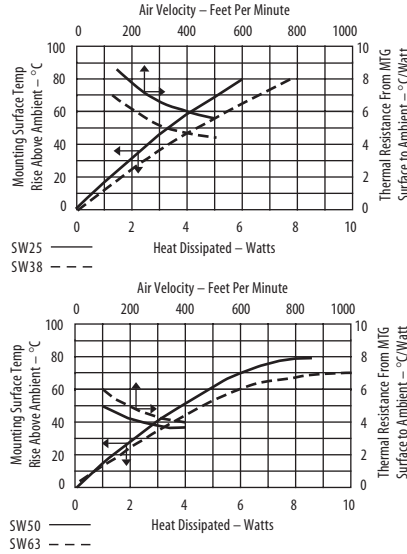 Air Velocity – Feet Per Minute
0 200 400 600 800 1000
100 10
80 8
60 6
40 4
20 2
0 0
Mounting Surface Temp
Rise Above Ambient – °C
Thermal Resistance From MTG
Surface to Ambient – °C/Watt
0 2 4 6 8 10
Heat Dissipated – Watts
SW25
SW38
Air Velocity – Feet Per Minute
0 200 400 600 800 1000
100 10
80 8
60 6
40 4
20 2
0 0
Mounting Surface Temp
Rise Above Ambient – °C
Thermal Resistance From MTG
Surface to Ambient – °C/Watt
0 2 4 6 8 10
Heat Dissipated – Watts
SW50
SW63